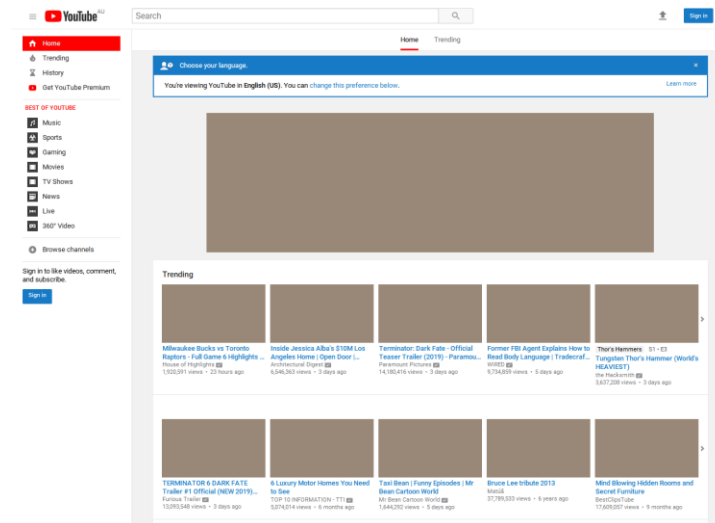 YouTube
Search
Sign in
Home
Trending
History
Get YouTube Premium
BEST OF YOUTUBE
Music
Sports
Gaming
Movies
TV Shows
News
Live
360° Video
Browse channels
Sign in to like videos, comment,
and subscribe.
Sign in
Home Trending
Choose your language.
You're viewing YouTube in English (US). You can change this preference below.
Learn more
Trending
Milwaukee Bucks vs Toronto
Raptors - Full Game 6 Highlights ...
House of Highlights
1,920,591 views • 23 hours ago
Inside Jessica Alba's $10M Los
Angeles Home | Open Door |...
Architectural Digest
6,546,363 views • 3 days ago
Terminator: Dark Fate - Official
Teaser Trailer (2019) - Paramou...
Paramount Pictures
14,180,416 views • 3 days ago
Former FBI Agent Explains How to
Read Body Language | Tradecraf...
WIRED
9,734,859 views • 5 days ago
Thor's Hammers S1 • E3
Tungsten Thor's Hammer (World's
HEAVIEST)
the Hacksmith
3,637,208 views • 3 days ago
TERMINATOR 6 DARK FATE
Trailer #1 Official (NEW 2019)...
Furious Trailer
13,093,548 views • 3 days ago
6 Luxury Motor Homes You Need
to See
TOP 10 INFORMATION - TTI
5,074,014 views • 6 months ago
Taxi Bean | Funny Episodes | Mr
Bean Cartoon World
Mr Bean Cartoon World
1,644,292 views • 5 days ago
Bruce Lee tribute 2013
37,789,533 views • 6 years ago
Mind Blowing Hidden Rooms and
Secret Furniture
BestClipsTube
17,609,057 views • 9 months ago